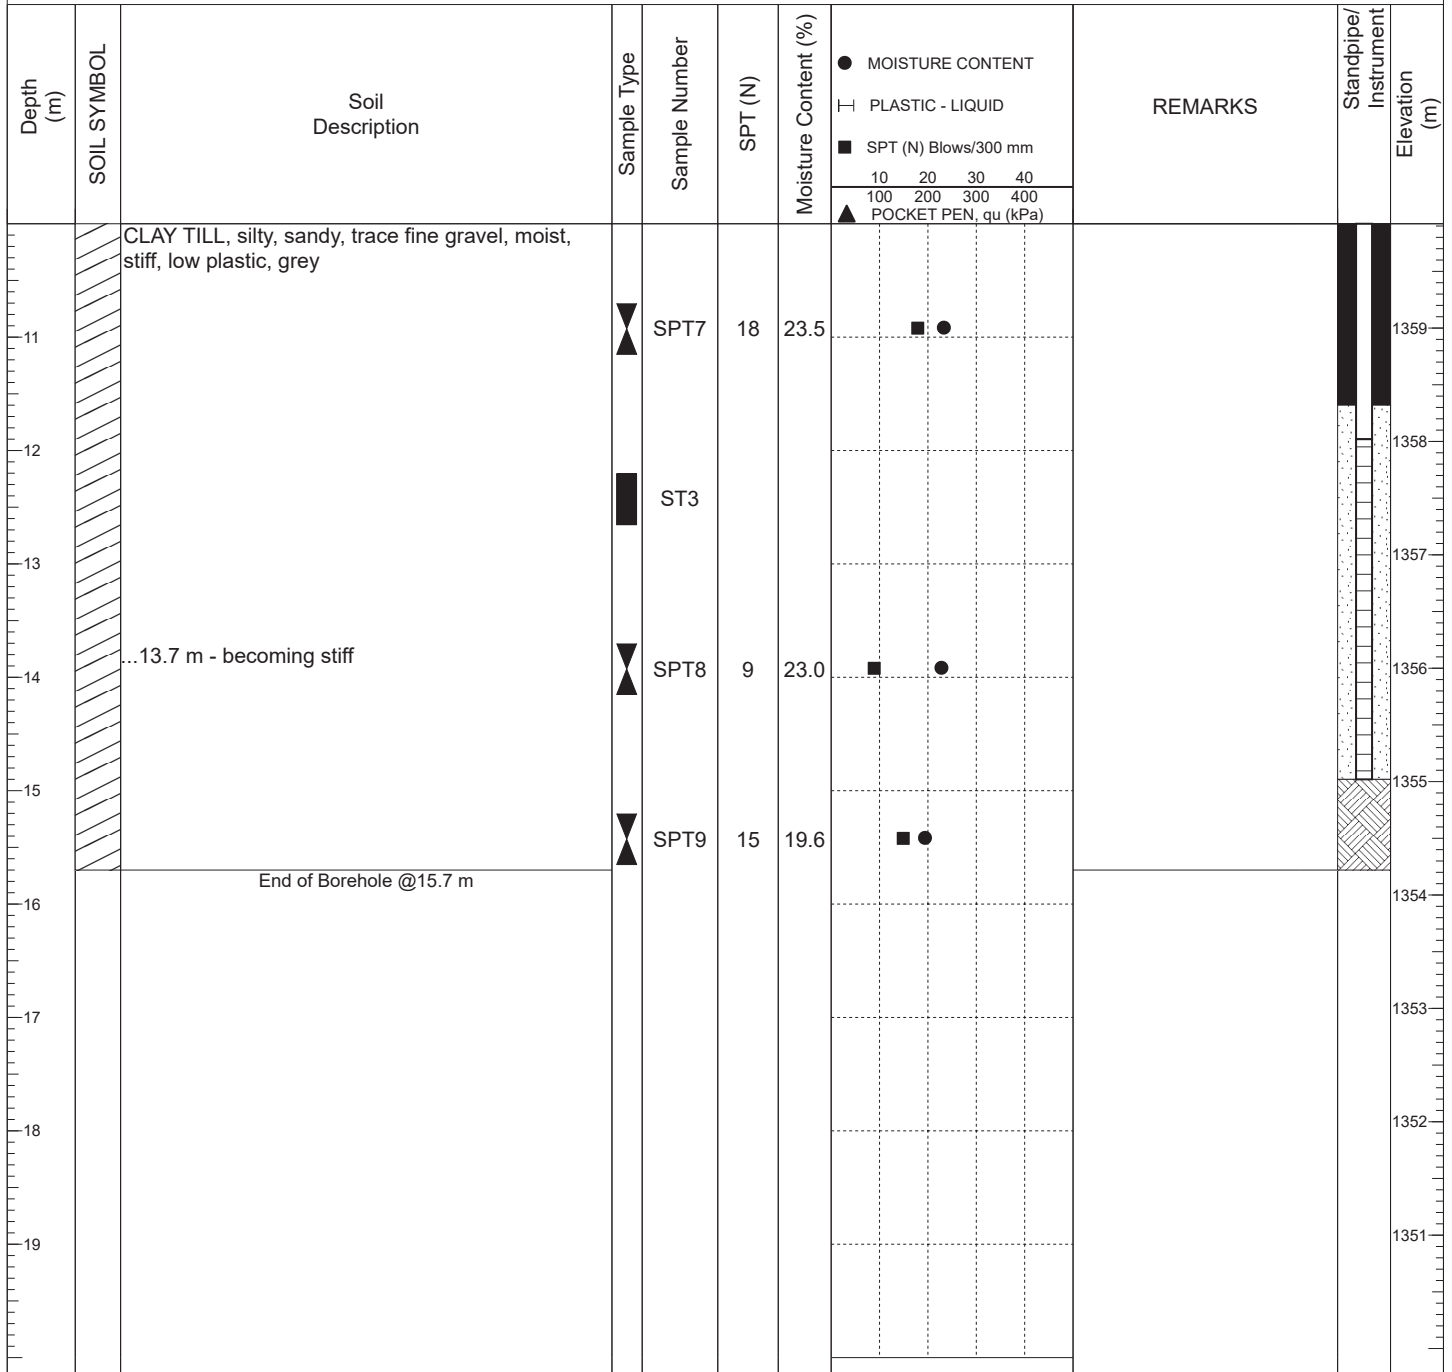 Depth
(m)
SOIL SYMBOL
Soil
Description
Sample Type
Sample Number
SPT (N)
Moisture Content (%)
MOISTURE CONTENT
PLASTIC - LIQUID
SPT (N) Blows/300 mm
10 20 30 40
100 200 300 400
POCKET PEN, qu (kPa)
REMARKS
Standpipe/
Instrument
Elevation
(m)
CLAY TILL, silty, sandy, trace fine gravel, moist,
stiff, low plastic, grey
11
SPT7 18 23.5
1359
12
1358
ST3
13
1357
...13.7 m - becoming stiff
14
SPT8 9 23.0
1356
15
1355
SPT9 15 19.6
End of Borehole @15.7 m
16
1354
17
1353
18
1352
19
1351